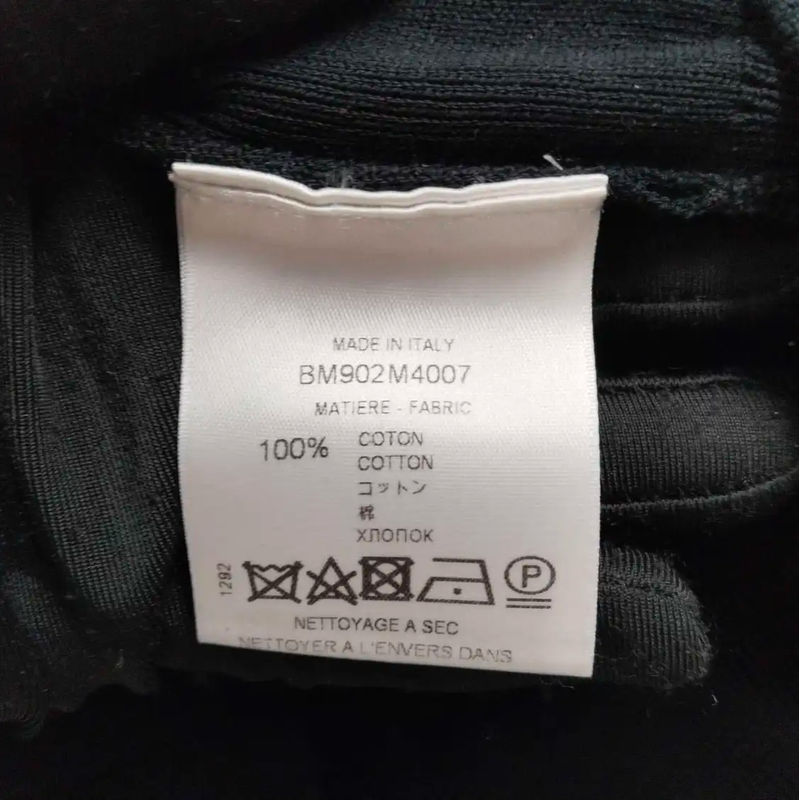 MADE IN ITALY
BM902M4007
MATIERE - FABRIC
100% COTON
COTTON
コットン
棉
ХЛОПОК
1292
P
NETTOYAGE A SEC
NETTOYER A L'ENVERS DANS